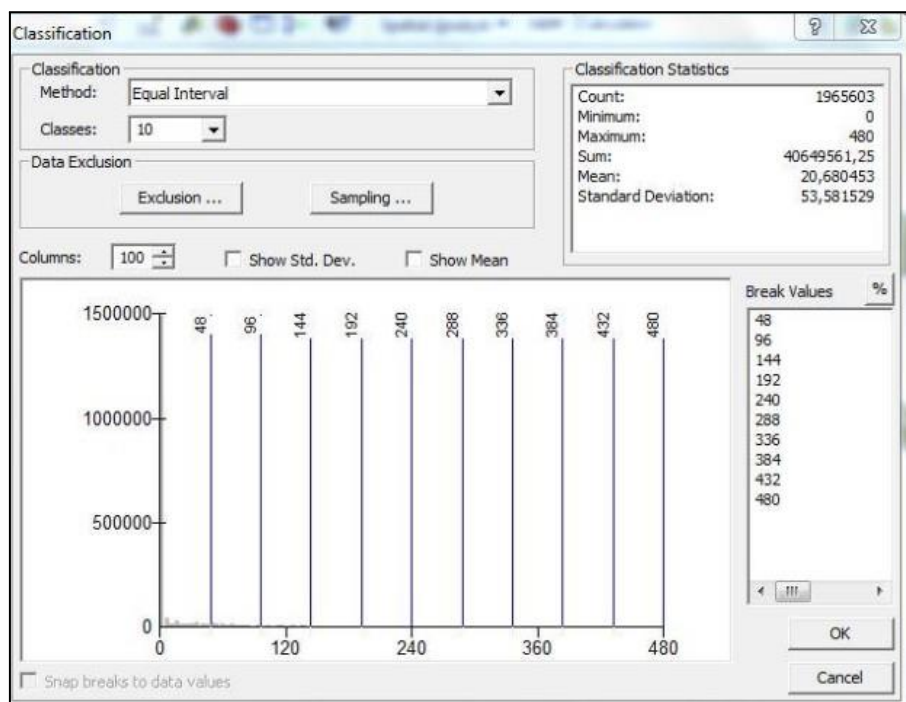 Classification
Classification
Method: Equal Interval
Classes: 10
Data Exclusion
Exclusion ...
Sampling ...
Classification Statistics
Count: 1965603
Minimum: 0
Maximum: 480
Sum: 40649561,25
Mean: 20,680453
Standard Deviation: 53,581529
Columns: 100
Show Std. Dev.
Show Mean
Break Values
%
48
96
144
192
240
288
336
384
432
480
1500000
1000000
500000
0
48
96
144
192
240
288
336
384
432
480
0 120 240 360 480
OK
Cancel
Snap breaks to data values